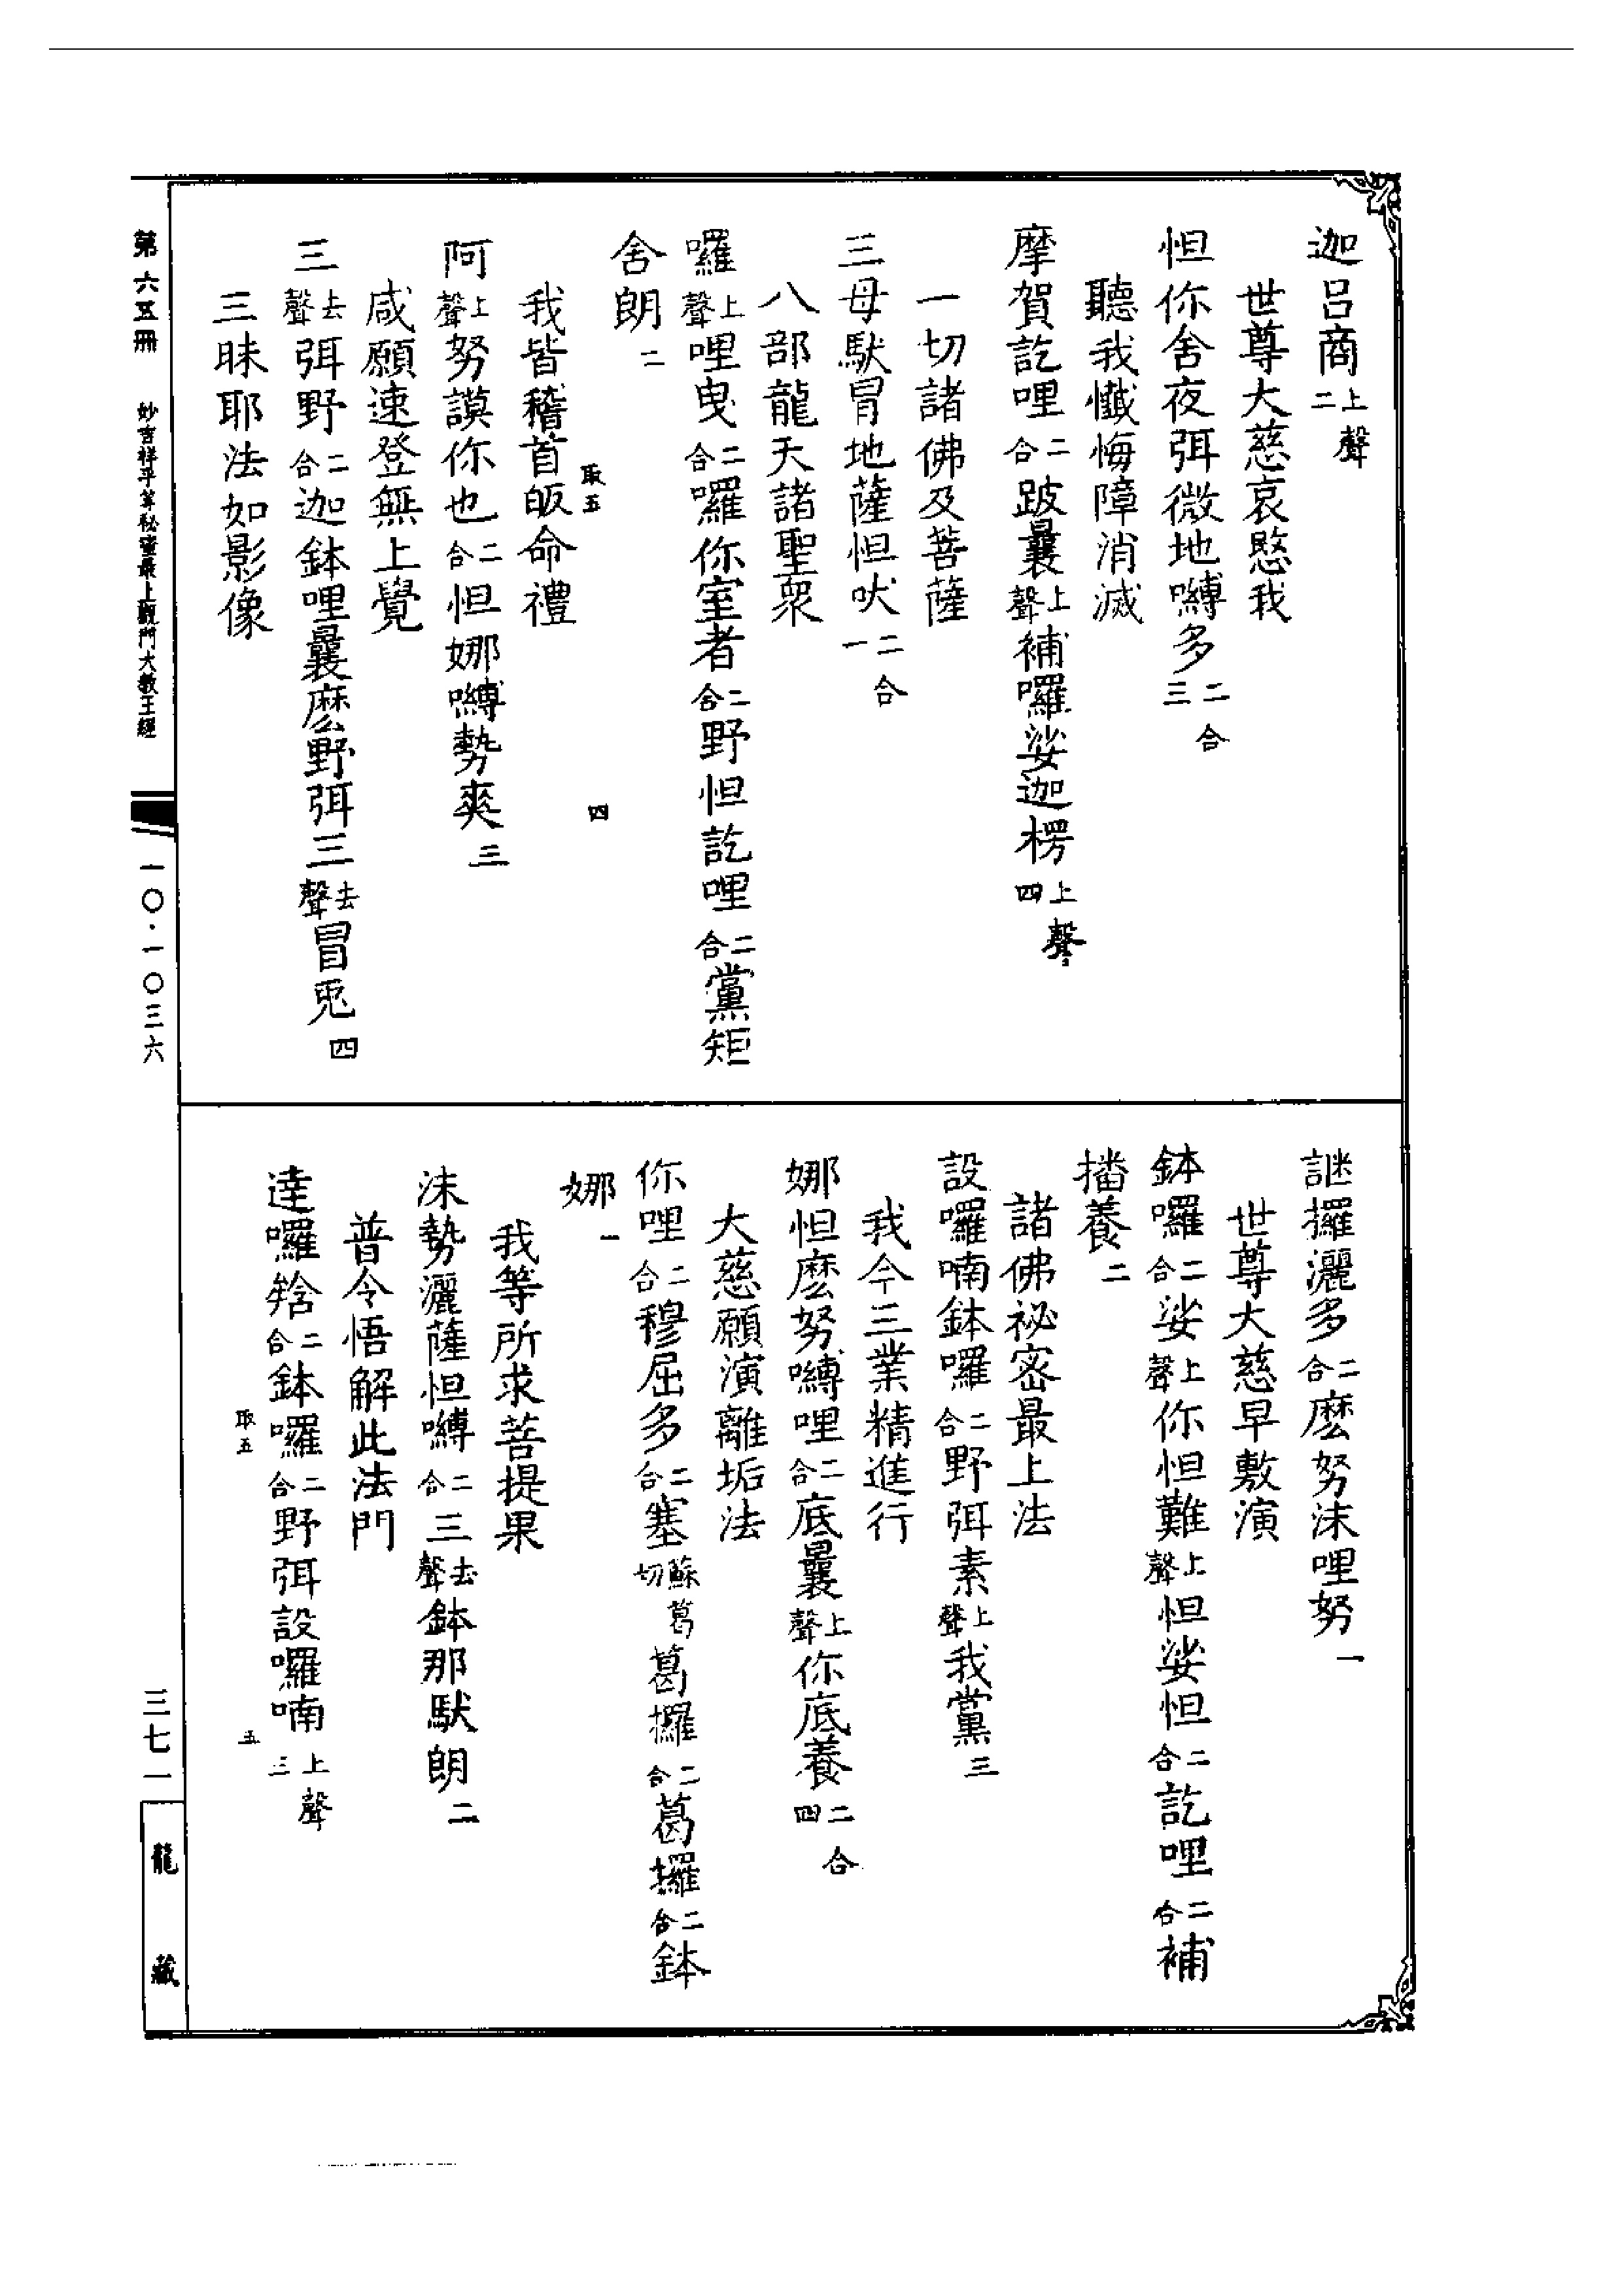 迦呂商上聲二
世尊大慈哀愍我
怛你舍夜弭微地嚩多二合三
聽我懺悔障消滅
摩賀訖哩二合跛曩上聲補囉娑迦楞上聲四
一切諸佛及菩薩
三母馱冒地薩怛吠二合一
八部龍天諸聖眾
囉上聲哩曳二合囉你室者二合野怛訖哩二合黨矩
舍朗二
我皆稽首皈命禮
取五 四
阿上聲努謨你也二合怛娜嚩勢爽三
咸願速登無上覺
三去聲弭野二合迦鉢哩曩麽野弭三去聲冒𠒎四
三昧耶法如影像
謎攞灑多二合麽努沫哩努一
世尊大慈早敷演
鉢囉二合娑上聲你怛難上聲怛娑怛二合訖哩二合補
𢶍養二
諸佛祕密最上法
設囉喃鉢囉二合野弭素上聲我黨三
我今三業精進行
娜怛麽努嚩哩二合底曩上聲你底養二合四
大慈願演離垢法
你哩二合穆屈多二合塞蘇葛切葛攞二合葛攞二合鉢
娜一
我等所求菩提果
沫勢灑薩怛嚩二合三去聲鉢那馱朗二
普令悟解此法門
達囉𤚥二合鉢囉二合野弭設囉喃上聲三
取五 五
第六五冊 妙吉祥平等秘密最上觀門大教王經
一〇·一〇三六
三七一
龍藏